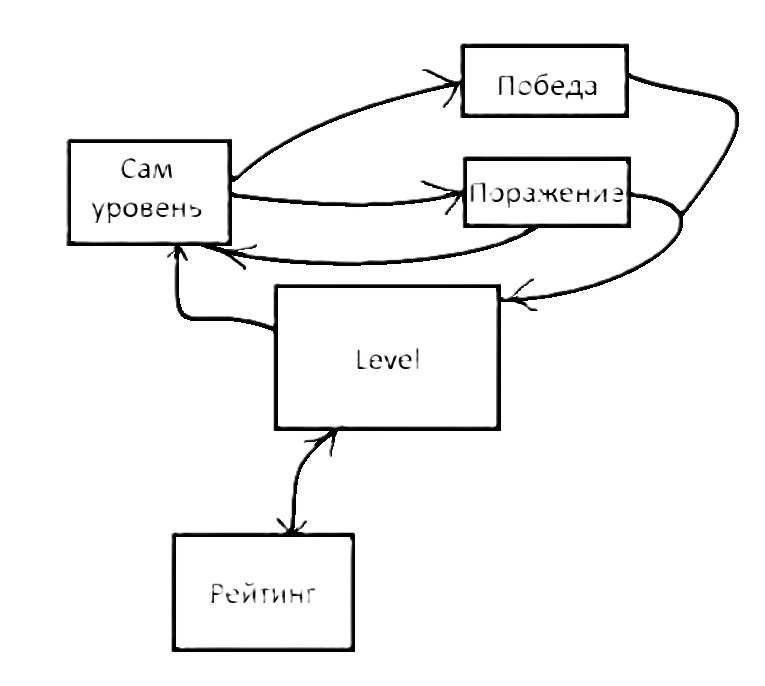 Победа
Сам
уровень
Поражение
Level
Рейтинг